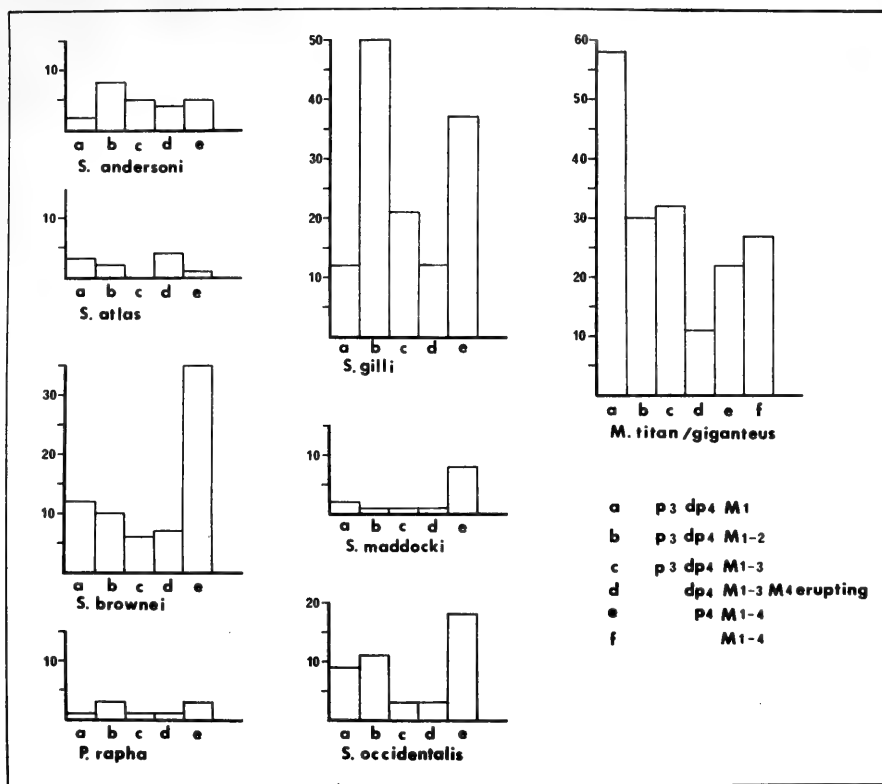 10
a b c d e
S. andersoni
10
a b c d e
S. atlas
30
20
10
a b c d e
S. brownei
10
a b c d e
P. rapha
50
40
30
20
10
a b c d e
S. gilli
10
a b c d e
S. maddocki
20
10
a b c d e
S. occidentalis
60
50
40
30
20
10
a b c d e f
M. titan/giganteus
a p3 dp4 M1
b p3 dp4 M1-2
c p3 dp4 M1-3
d dp4 M1-3 M4 erupting
e p4 M1-4
f M1-4